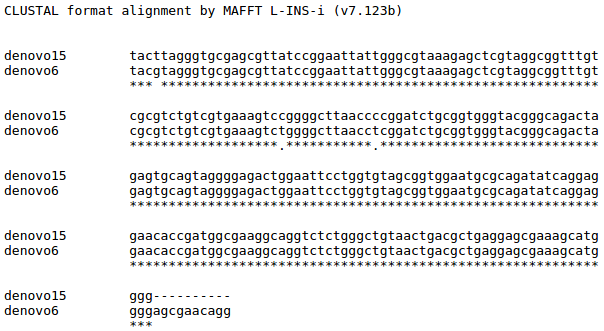 CLUSTAL format alignment by MAFFT L-INS-i (v7.123b)
denovo15 tacttagggtgcgagcgttatccggaattattgggcgtaaagagctcgtaggcggtttgt
denovo6 tacgtagggtgcgagcgttatccggaattattgggcgtaaagagctcgtaggcggtttgt
*** ********************************************************
denovo15 cgcgtctgtcgtgaaagtccggggcttaaccccggatctgcggtgggtacgggcagacta
denovo6 cgcgtctgtcgtgaaagtctggggcttaacctcggatctgcggtgggtacgggcagacta
*******************.***********.****************************
denovo15 gagtgcagtaggggagactggaattcctggtgtagcggtggaatgcgcagatatcaggag
denovo6 gagtgcagtaggggagactggaattcctggtgtagcggtggaatgcgcagatatcaggag
************************************************************
denovo15 gaacaccgatggcgaaggcaggtctctgggctgtaactgacgctgaggagcgaaagcatg
denovo6 gaacaccgatggcgaaggcaggtctctgggctgtaactgacgctgaggagcgaaagcatg
************************************************************
denovo15 ggg----------
denovo6 gggagcgaacagg
***